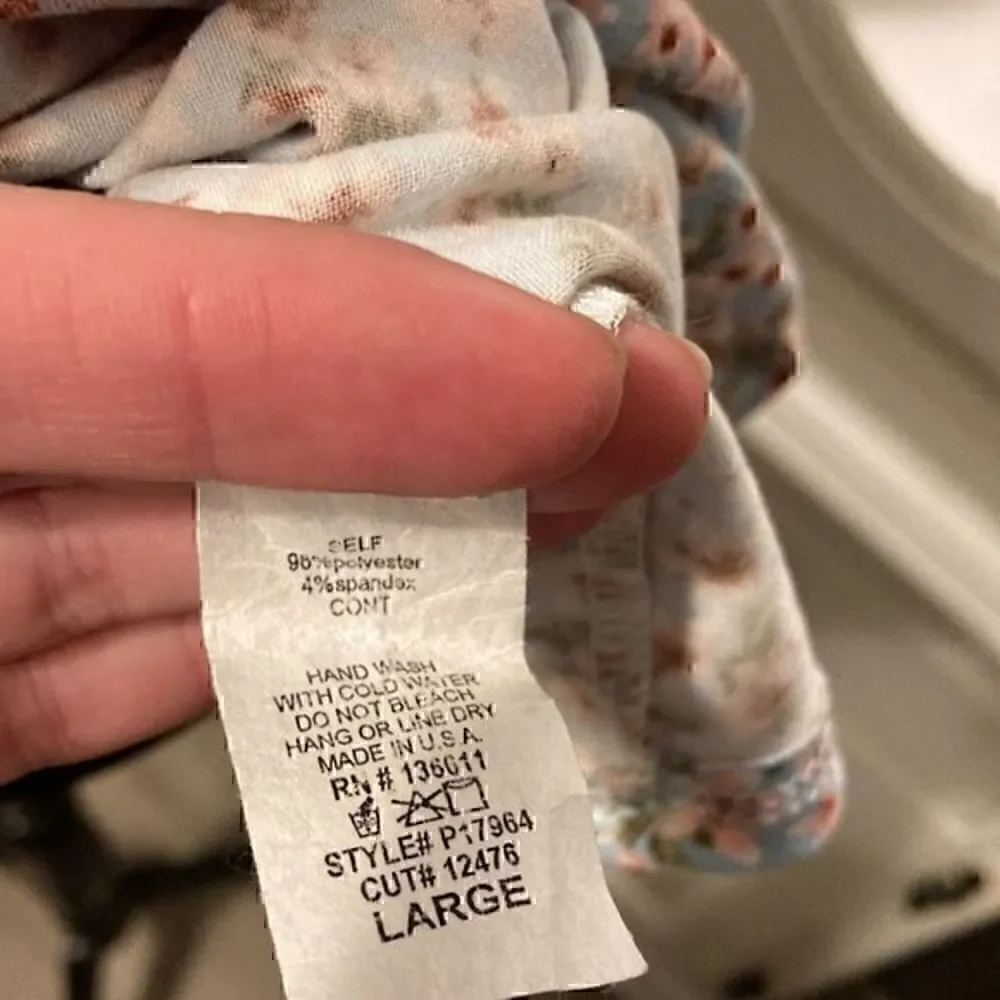 SELF
96%polyester
4%spandex
CONT
HAND WASH
WITH COLD WATER
DO NOT BLEACH
HANG OR LINE DRY
MADE IN U.S.A.
RN # 136011
STYLE# P17964
CUT# 12476
LARGE